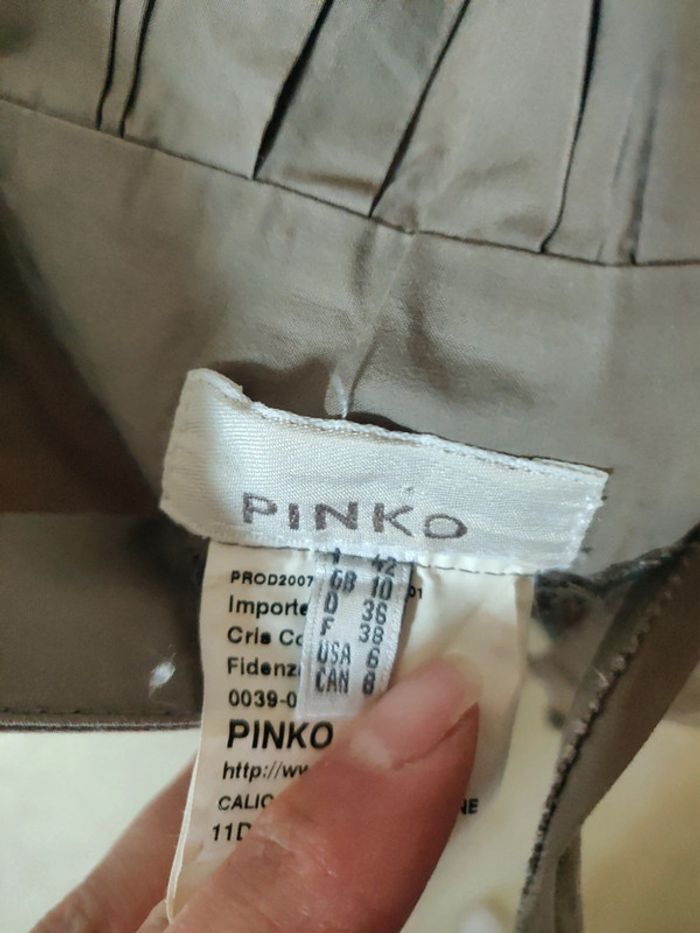 PINKO
I 42
GB 10
D 36
F 38
USA 6
CAN 8
PROD2007 01
Importe
Cris Co
Fidenz
0039-0
PINKO
http://ww
CALIC NE
11D